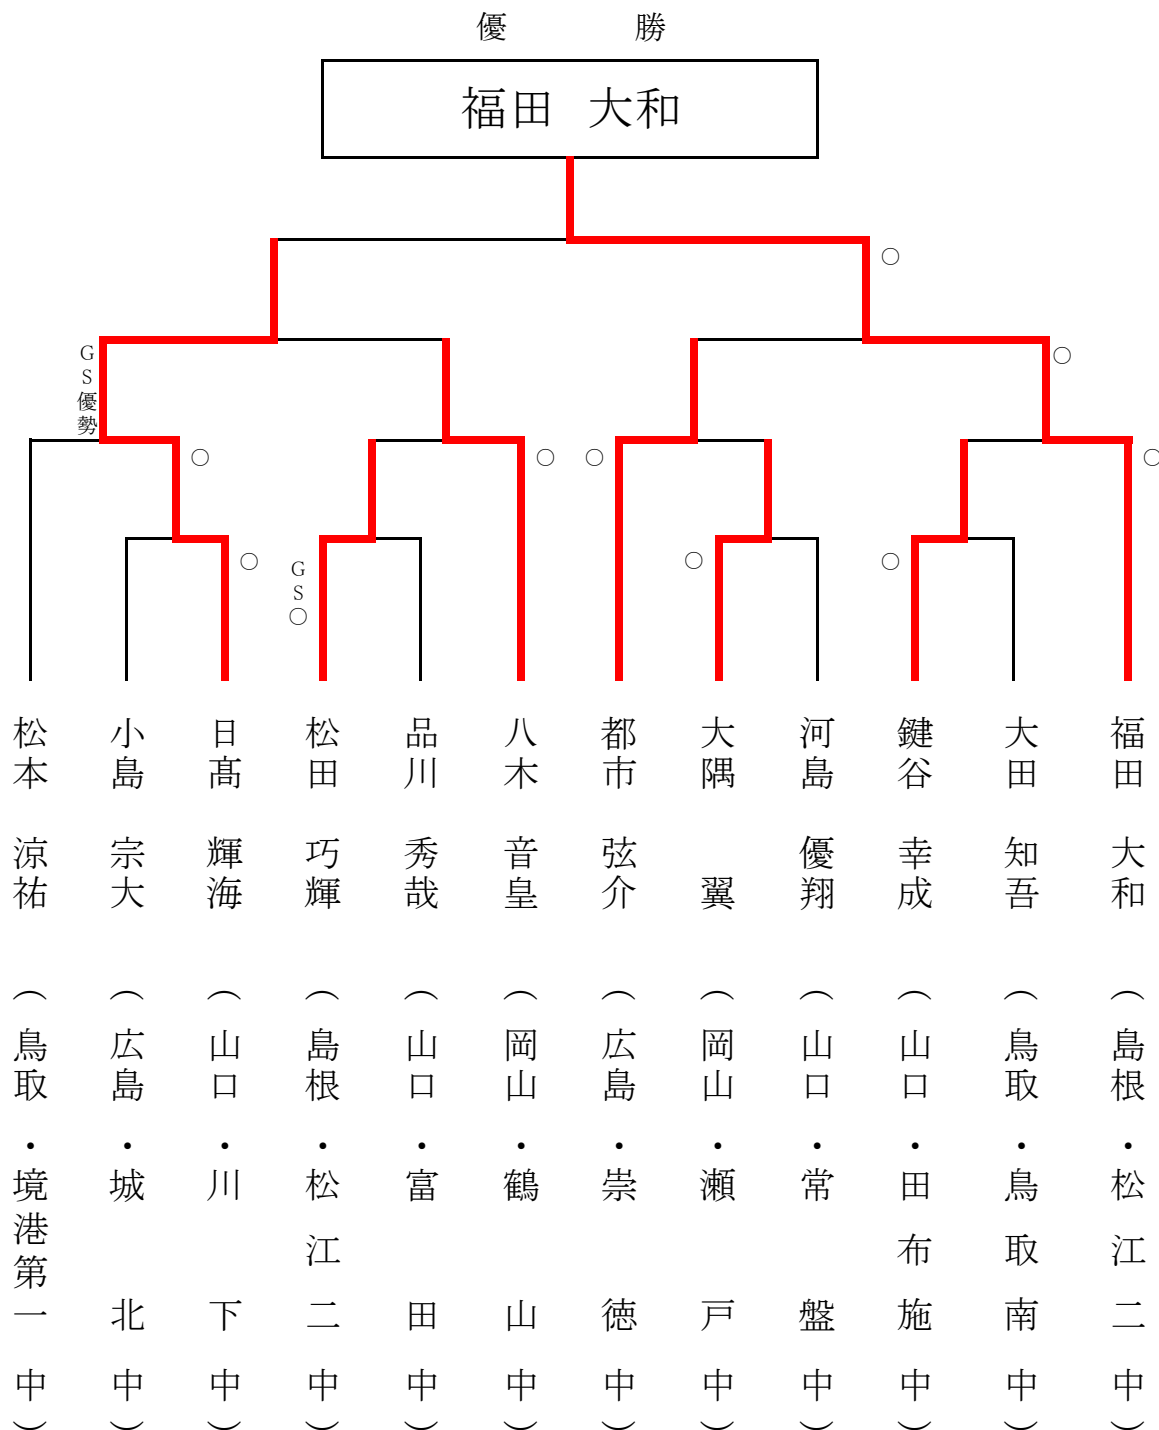 優　勝
福田　大和
○
○
GS優勢
○
○
○
○
○
GS○
○
○
松本　涼祐　（鳥取・境港第一中）
小島　宗大　（広島・城北中）
日髙　輝海　（山口・川下中）
松田　巧輝　（島根・松江二中）
品川　秀哉　（山口・富田中）
八木　音皇　（岡山・鶴山中）
都市　弦介　（広島・崇徳中）
大隅　翼　（岡山・瀬戸中）
河島　優翔　（山口・常盤中）
鍵谷　幸成　（山口・田布施中）
大田　知吾　（鳥取・鳥取南中）
福田　大和　（島根・松江二中）